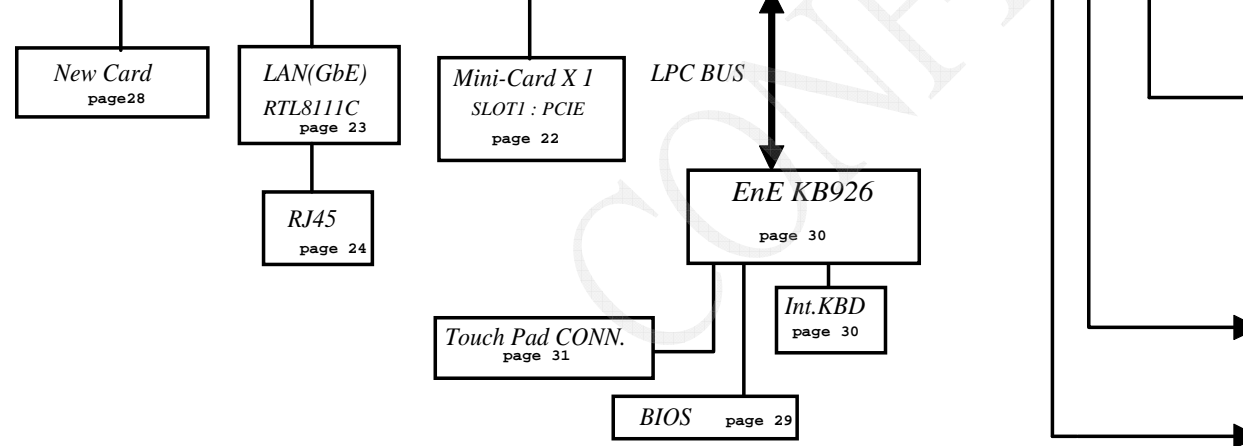 New Card
page28
LAN(GbE)
RTL8111C
page 23
Mini-Card X 1
SLOT1 : PCIE
page 22
LPC BUS
RJ45
page 24
EnE KB926
page 30
Int.KBD
page 30
Touch Pad CONN.
page 31
BIOS page 29
CONF